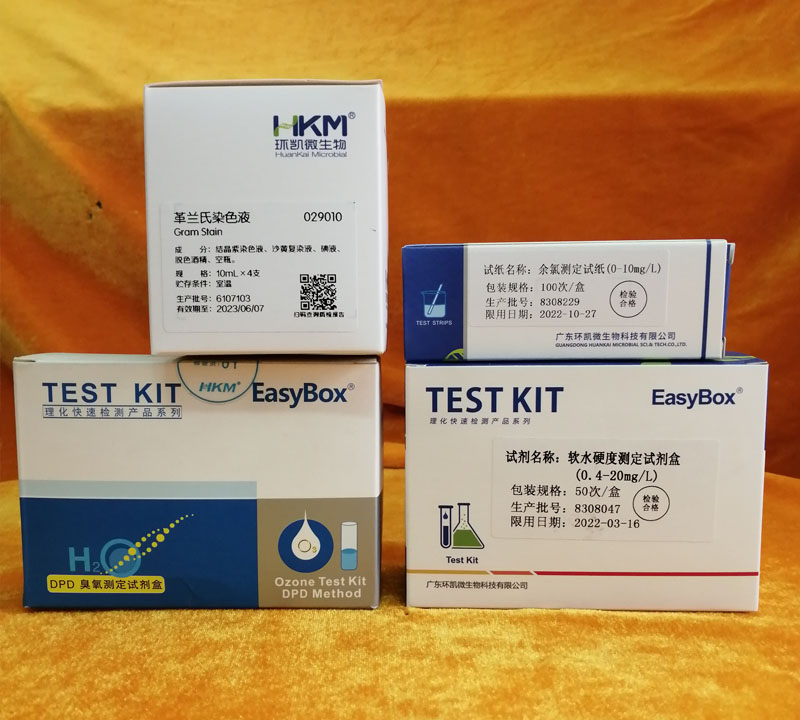 HKM®
环凯微生物
HuanKai Microbial
革兰氏染色液 029010
Gram Stain
成 分：结晶紫染色液、沙黄复染液、碘液、
脱色酒精、空瓶。
规 格：10mL×4支
贮存条件：室温
生产批号：6107103
有效期至：2023/06/07
扫码查询质检报告
试纸名称：余氯测定试纸(0-10mg/L)
包装规格：100次/盒
生产批号：8308229
限用日期：2022-10-27
检验
合格
TEST STRIPS
广东环凯微生物科技有限公司
GUANGDONG HUANKAI MICROBIAL SCI.& TECH.CO.,LTD.
TEST KIT
理化快速检测产品系列
HKM®
EasyBox®
H2O
DPD 臭氧测定试剂盒
O3
Ozone Test Kit
DPD Method
TEST KIT
理化快速检测产品系列
EasyBox®
试剂名称：软水硬度测定试剂盒
(0.4-20mg/L)
包装规格：50次/盒
生产批号：8308047
限用日期：2022-03-16
检验
合格
Test Kit
广东环凯微生物科技有限公司